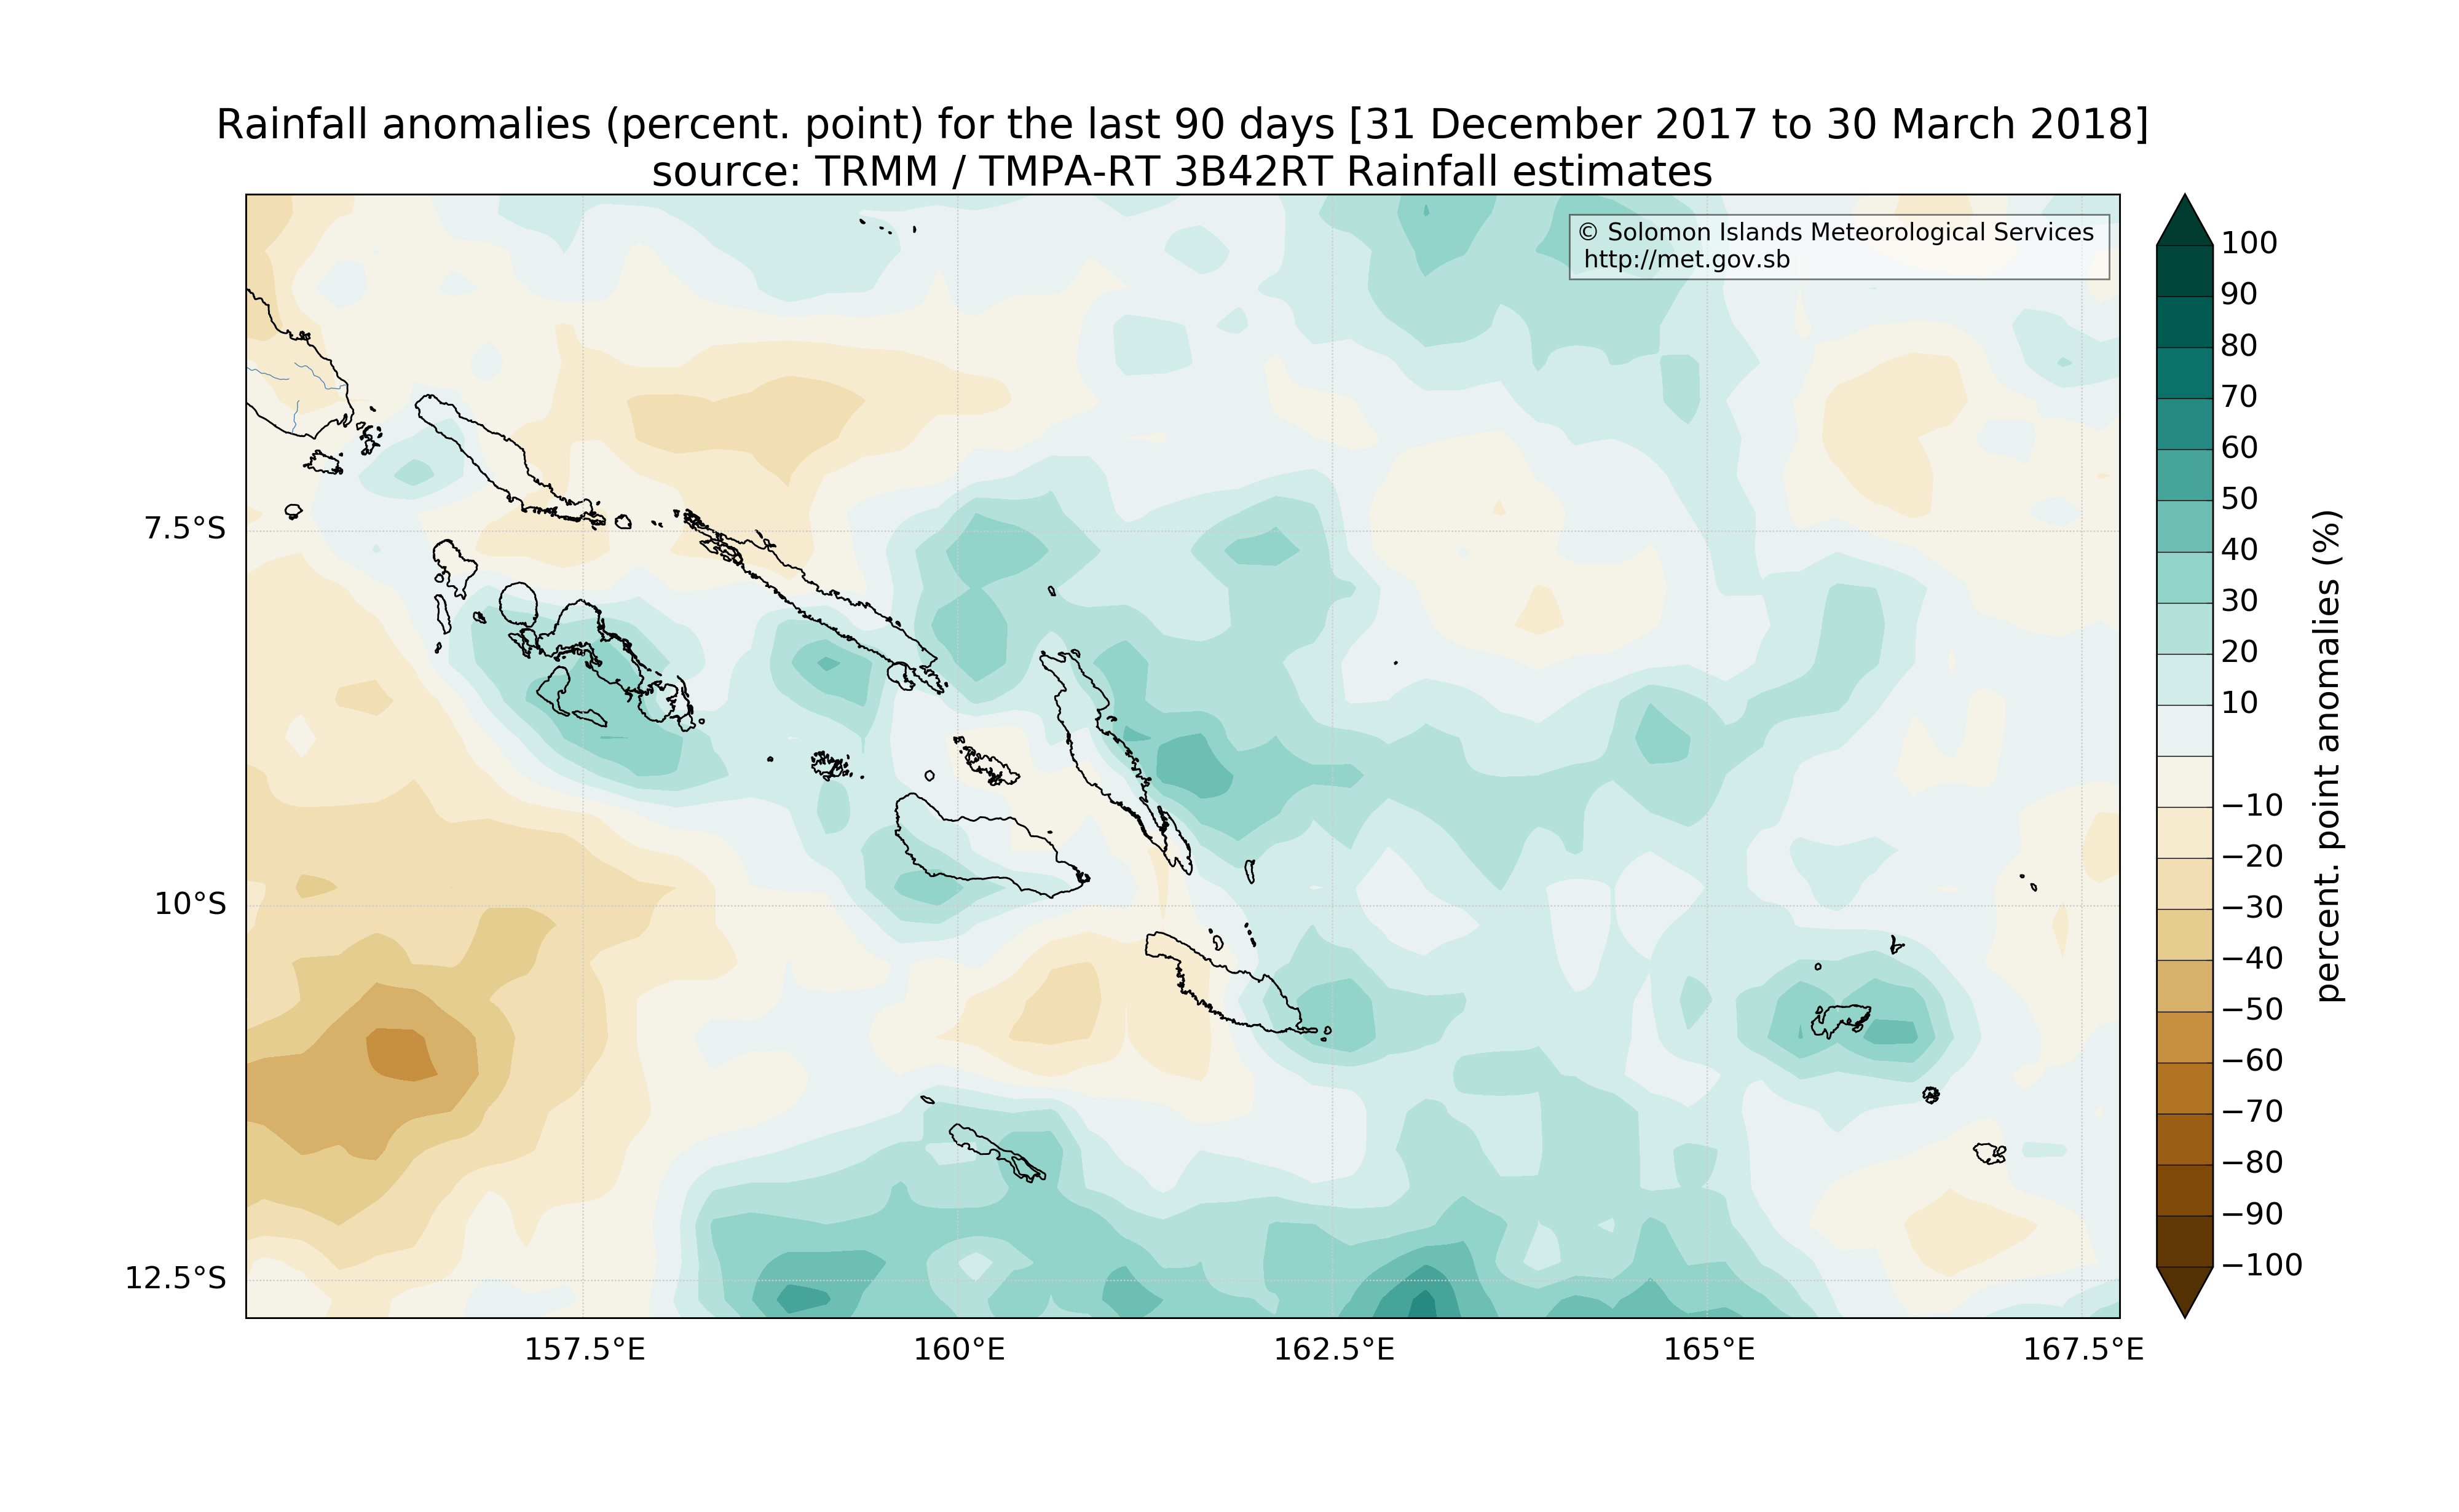 Rainfall anomalies (percent. point) for the last 90 days [31 December 2017 to 30 March 2018]
source: TRMM / TMPA-RT 3B42RT Rainfall estimates
© Solomon Islands Meteorological Services
http://met.gov.sb
7.5°S
10°S
12.5°S
157.5°E
160°E
162.5°E
165°E
167.5°E
100
90
80
70
60
50
40
30
20
10
−10
−20
−30
−40
−50
−60
−70
−80
−90
−100
percent. point anomalies (%)